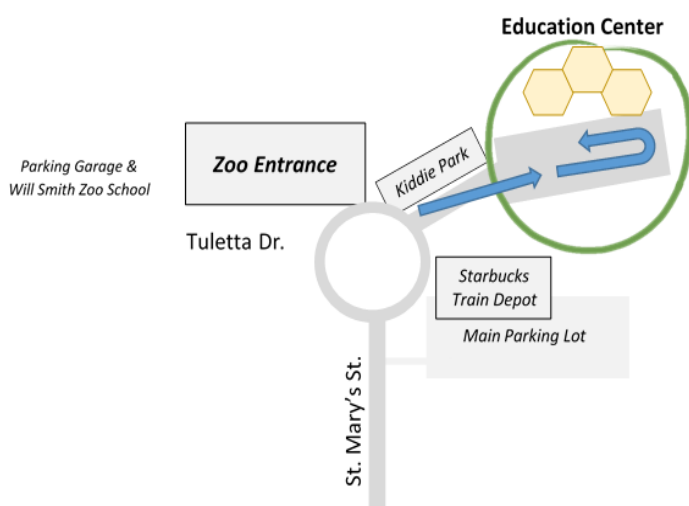 Education Center
Zoo Entrance
Parking Garage &
Will Smith Zoo School
Kiddie Park
Tuletta Dr.
Starbucks
Train Depot
Main Parking Lot
St. Mary's St.